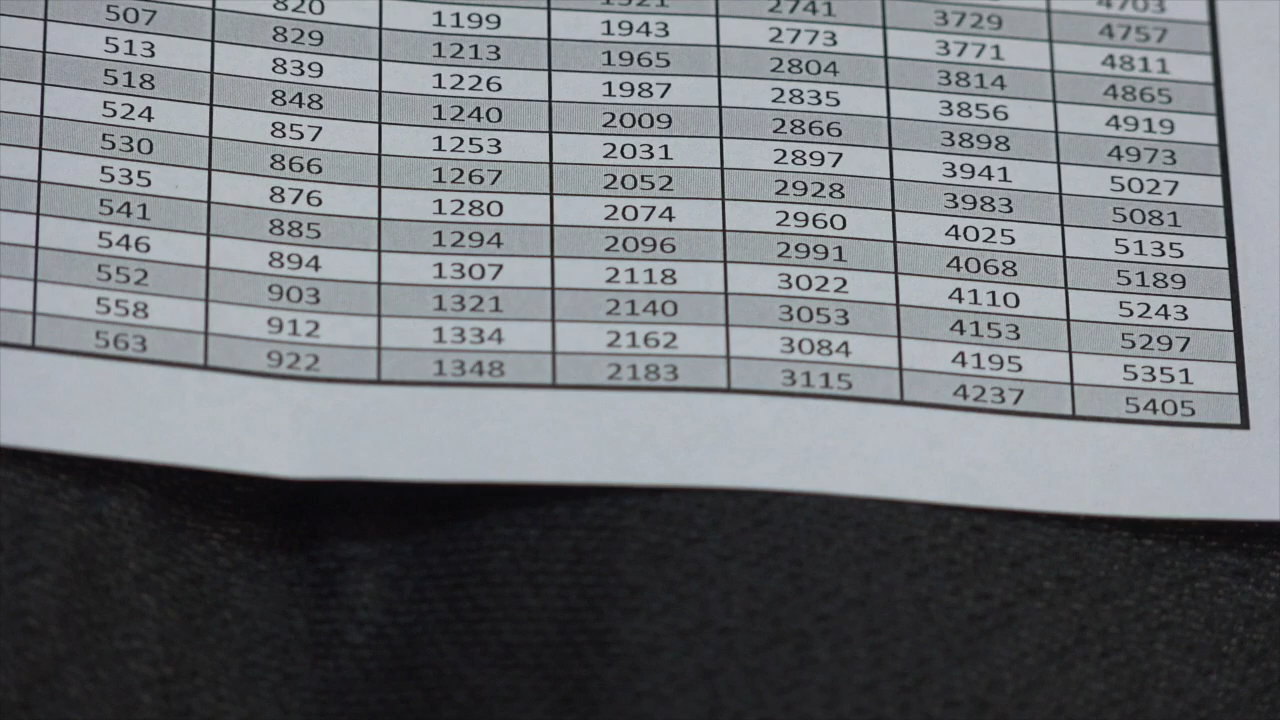 4703
2741 3729 4757
820 1199 1943 2773 3771 4811
507 829 1213 1965 2804 3814 4865
513 839 1226 1987 2835 3856 4919
518 848 1240 2009 2866 3898 4973
524 857 1253 2031 2897 3941 5027
530 866 1267 2052 2928 3983 5081
535 876 1280 2074 2960 4025 5135
541 885 1294 2096 2991 4068 5189
546 894 1307 2118 3022 4110 5243
552 903 1321 2140 3053 4153 5297
558 912 1334 2162 3084 4195 5351
563 922 1348 2183 3115 4237 5405